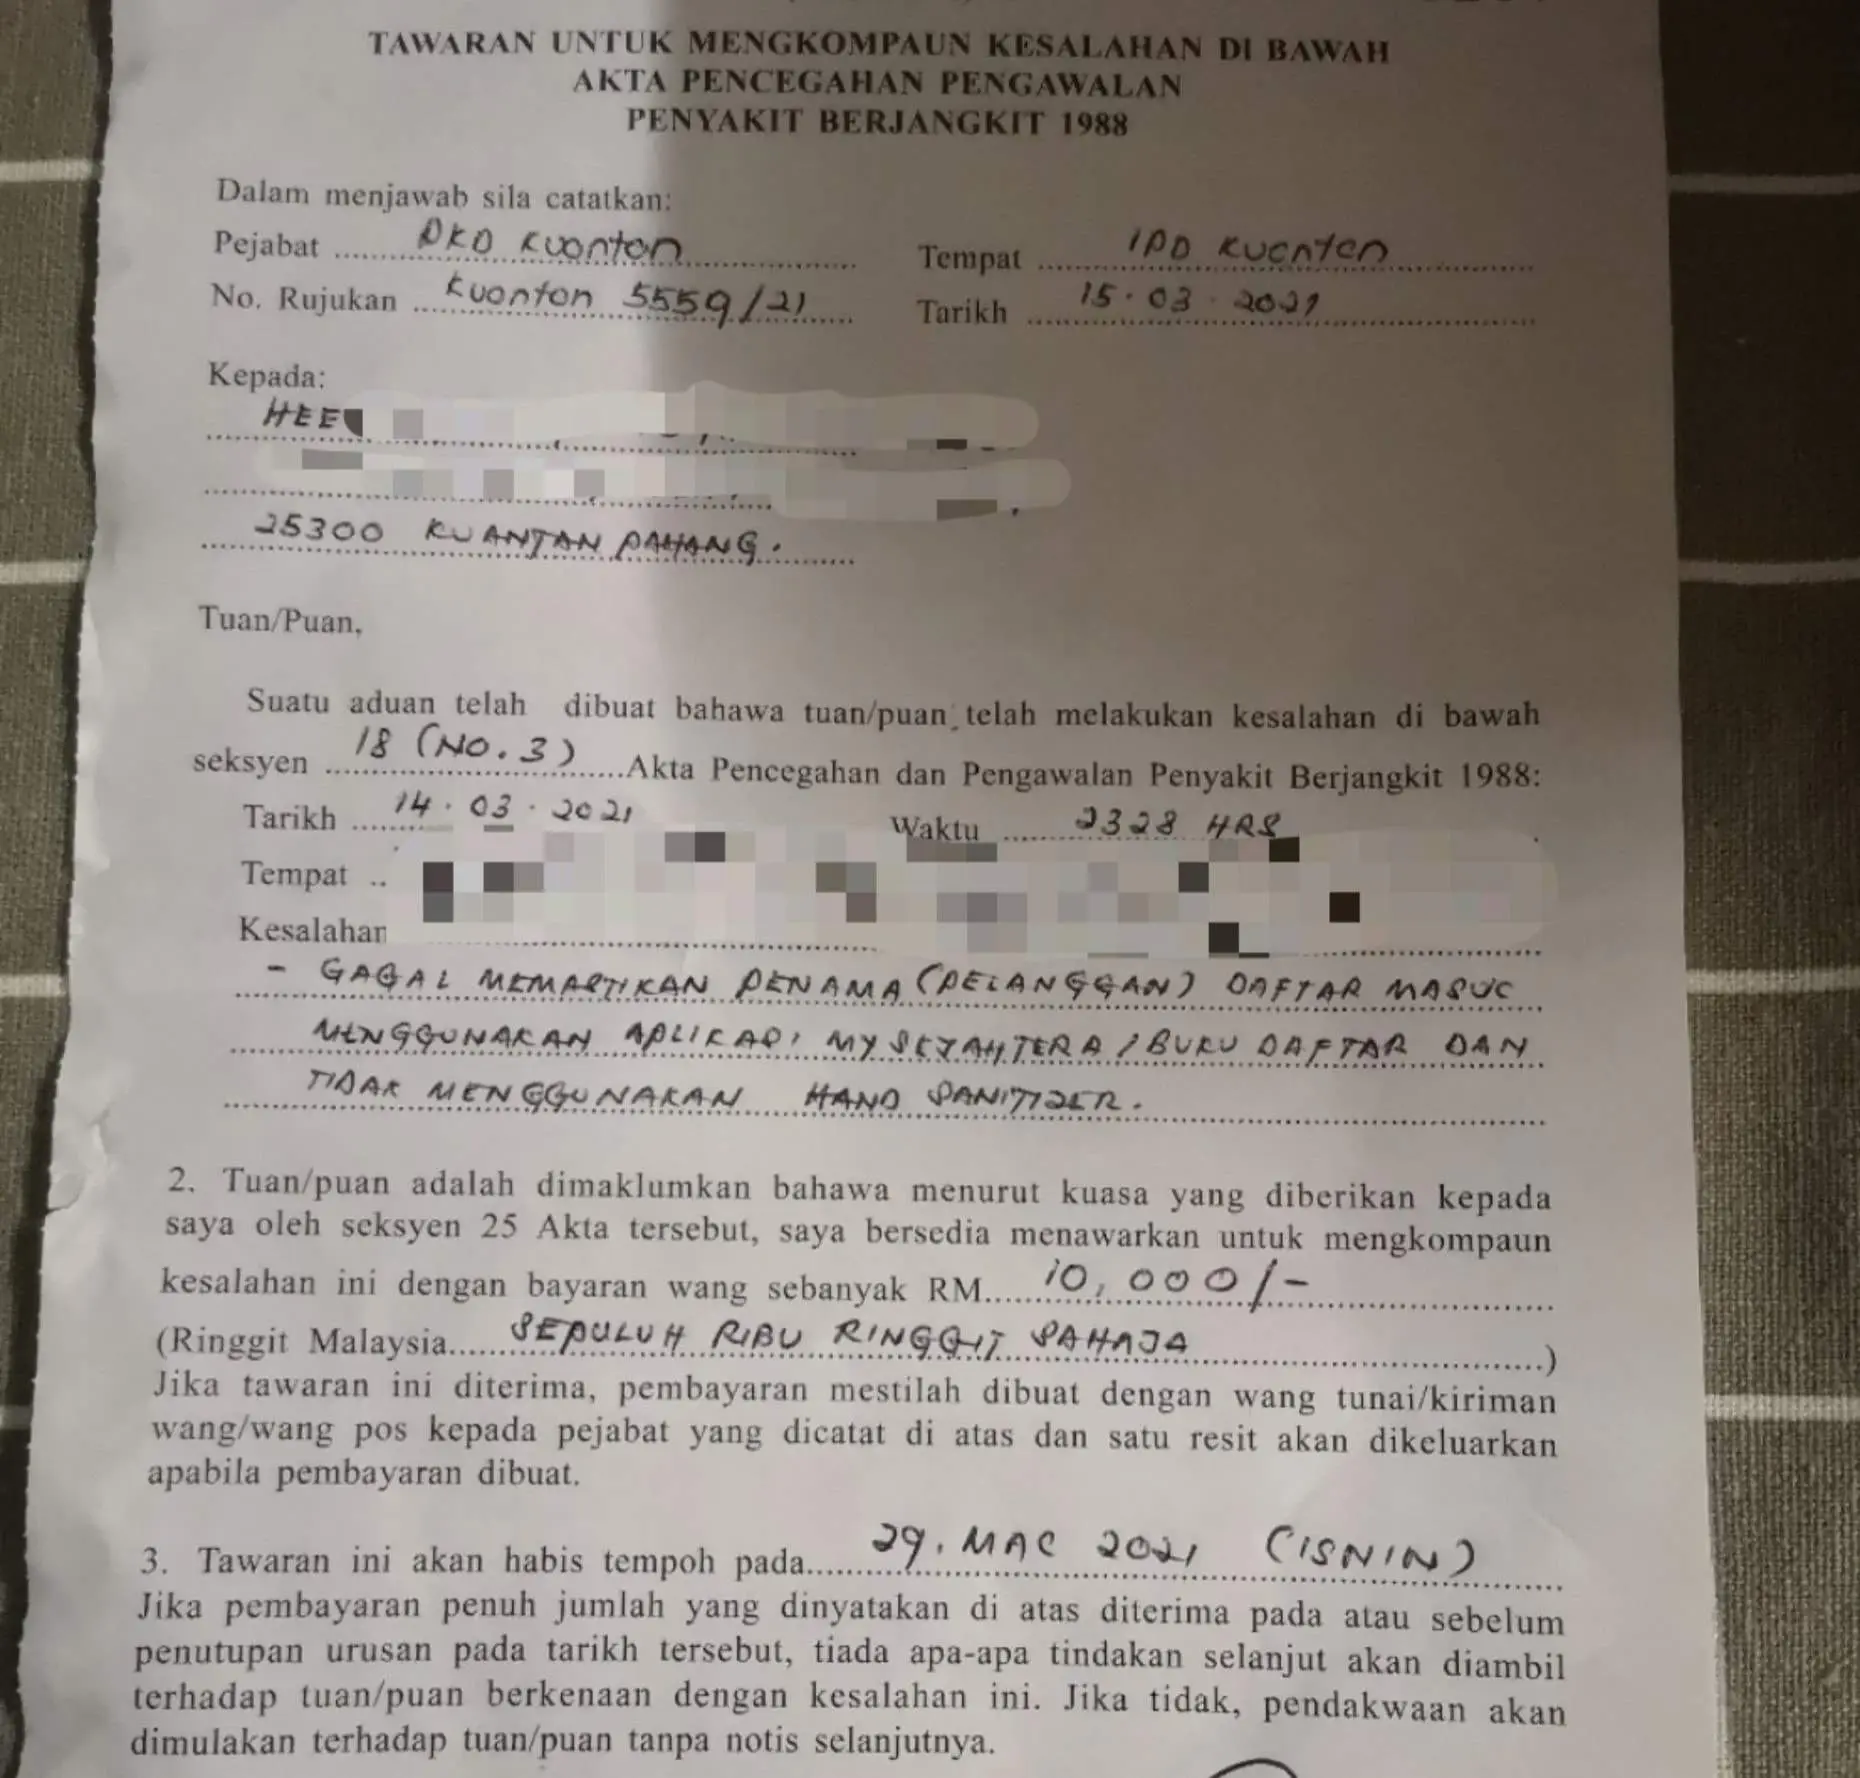 TAWARAN UNTUK MENGKOMPAUN KESALAHAN DI BAWAH
AKTA PENCEGAHAN PENGAWALAN
PENYAKIT BERJANGKIT 1988
Dalam menjawab sila catatkan:
Pejabat PKD Kuantan Tempat IPD Kuantan
No. Rujukan Kuantan 5559/21 Tarikh 15.03.2021
Kepada:
HEE
25300 KUANTAN PAHANG.
Tuan/Puan,
Suatu aduan telah dibuat bahawa tuan/puan telah melakukan kesalahan di bawah
seksyen 18 (NO. 3) Akta Pencegahan dan Pengawalan Penyakit Berjangkit 1988:
Tarikh 14.03.2021 Waktu 2328 HRS
Tempat
Kesalahan
- GAGAL MEMASTIKAN PENAMA (PELANGGAN) DAFTAR MASUK
MENGGUNAKAN APLIKASI MYSEJAHTERA / BUKU DAFTAR DAN
TIDAK MENGGUNAKAN HAND SANITIZER.
2. Tuan/puan adalah dimaklumkan bahawa menurut kuasa yang diberikan kepada
saya oleh seksyen 25 Akta tersebut, saya bersedia menawarkan untuk mengkompaun
kesalahan ini dengan bayaran wang sebanyak RM 10,000/-
(Ringgit Malaysia SEPULUH RIBU RINGGIT SAHAJA)
Jika tawaran ini diterima, pembayaran mestilah dibuat dengan wang tunai/kiriman
wang/wang pos kepada pejabat yang dicatat di atas dan satu resit akan dikeluarkan
apabila pembayaran dibuat.
3. Tawaran ini akan habis tempoh pada 29. MAC 2021 (ISNIN)
Jika pembayaran penuh jumlah yang dinyatakan di atas diterima pada atau sebelum
penutupan urusan pada tarikh tersebut, tiada apa-apa tindakan selanjut akan diambil
terhadap tuan/puan berkenaan dengan kesalahan ini. Jika tidak, pendakwaan akan
dimulakan terhadap tuan/puan tanpa notis selanjutnya.